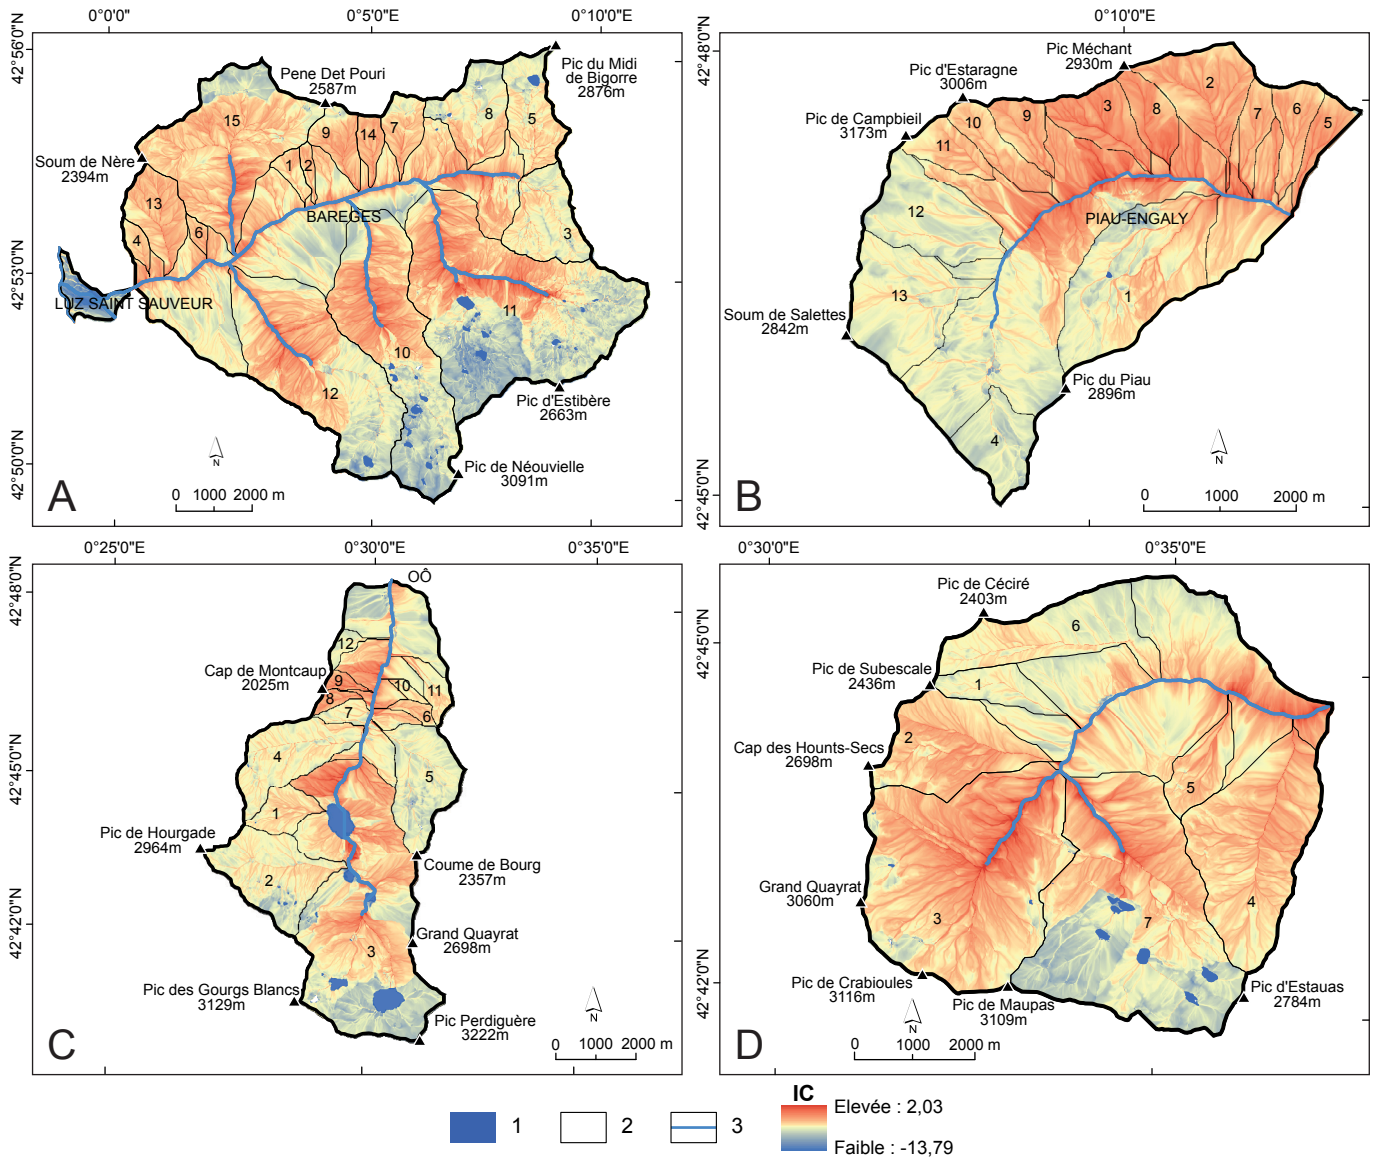 0°0'0"
0°5'0"E
0°10'0"E
42°56'0"N
42°53'0"N
42°50'0"N
Pic du Midi
de Bigorre
2876m
Pene Det Pouri
2587m
Soum de Nère
2394m
15
9
14
7
8
5
1
2
13
4
6
3
BAREGES
LUZ SAINT SAUVEUR
11
10
12
Pic d'Estibère
2663m
Pic de Néouvielle
3091m
N
A
0 1000 2000 m
0°10'0"E
42°48'0"N
42°45'0"N
Pic Méchant
2930m
Pic d'Estaragne
3006m
Pic de Campbieil
3173m
2
3
8
9
10
11
7
6
5
12
PIAU-ENGALY
13
1
Soum de Salettes
2842m
Pic du Piau
2896m
4
N
B
0 1000 2000 m
0°25'0"E
0°30'0"E
0°35'0"E
42°48'0"N
42°45'0"N
42°42'0"N
OÔ
12
Cap de Montcaup
2025m
9
8
10
11
7
6
4
5
1
Pic de Hourgade
2964m
Coume de Bourg
2357m
2
Grand Quayrat
2698m
3
Pic des Gourgs Blancs
3129m
Pic Perdiguère
3222m
N
C
0 1000 2000 m
0°30'0"E
0°35'0"E
42°45'0"N
42°42'0"N
Pic de Céciré
2403m
6
Pic de Subescale
2436m
1
2
Cap des Hounts-Secs
2698m
5
Grand Quayrat
3060m
3
7
4
Pic de Crabioules
3116m
Pic de Maupas
3109m
Pic d'Estauas
2784m
N
D
0 1000 2000 m
1
2
3
IC
Elevée : 2,03
Faible : -13,79